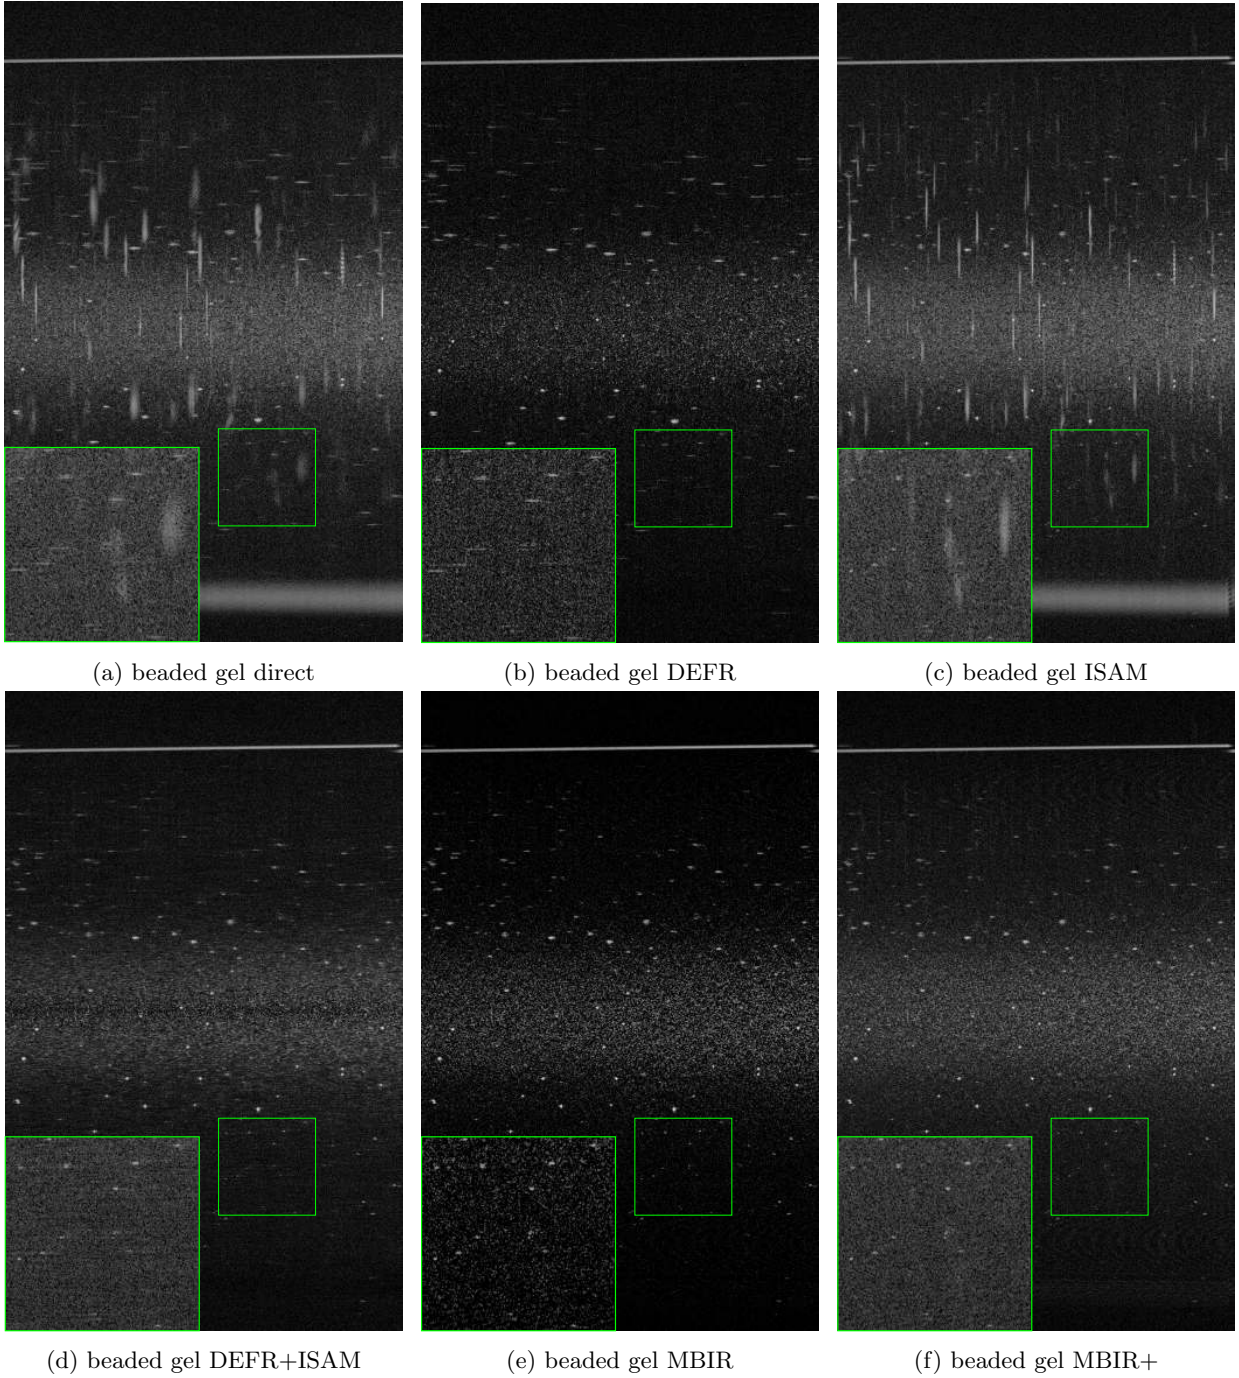 (a) beaded gel direct
(b) beaded gel DEFR
(c) beaded gel ISAM
(d) beaded gel DEFR+ISAM
(e) beaded gel MBIR
(f) beaded gel MBIR+